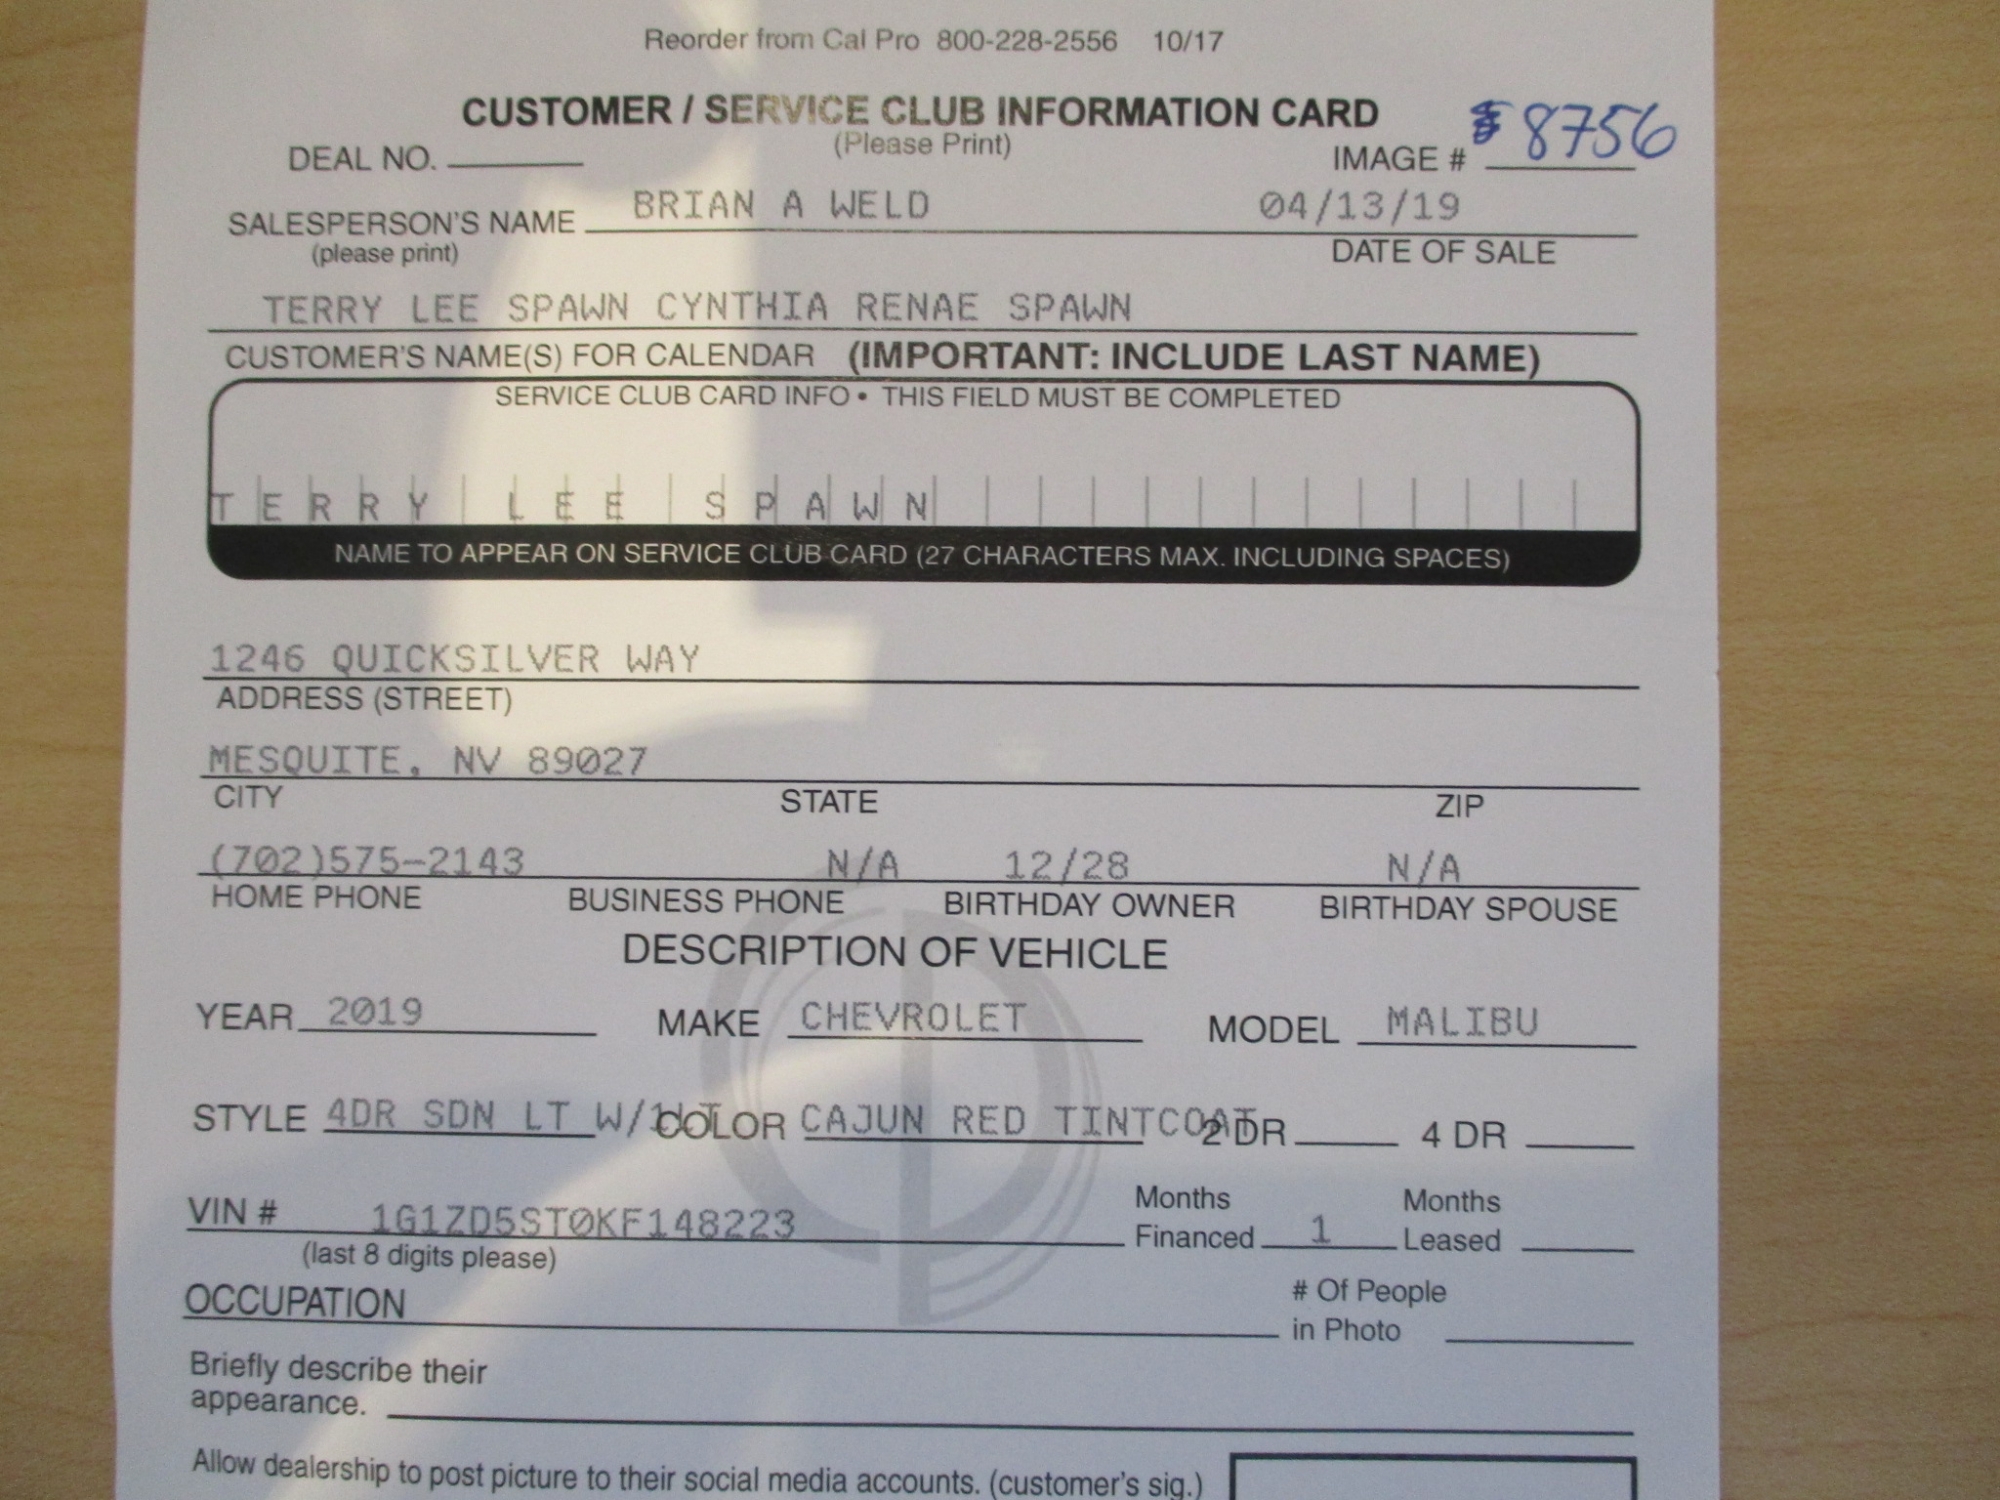 Reorder from Cal Pro 800-228-2556 10/17
CUSTOMER / SERVICE CLUB INFORMATION CARD
(Please Print)
DEAL NO. IMAGE # 8756
SALESPERSON'S NAME BRIAN A WELD 04/13/19
(please print) DATE OF SALE
TERRY LEE SPAWN CYNTHIA RENAE SPAWN
CUSTOMER'S NAME(S) FOR CALENDAR (IMPORTANT: INCLUDE LAST NAME)
SERVICE CLUB CARD INFO • THIS FIELD MUST BE COMPLETED
TERRY LEE SPAWN
NAME TO APPEAR ON SERVICE CLUB CARD (27 CHARACTERS MAX. INCLUDING SPACES)
1246 QUICKSILVER WAY
ADDRESS (STREET)
MESQUITE, NV 89027
CITY STATE ZIP
(702)575-2143 N/A 12/28 N/A
HOME PHONE BUSINESS PHONE BIRTHDAY OWNER BIRTHDAY SPOUSE
DESCRIPTION OF VEHICLE
YEAR 2019 MAKE CHEVROLET MODEL MALIBU
STYLE 4DR SDN LT W/1LT COLOR CAJUN RED TINTCOAT 2 DR 4 DR
VIN # 1G1ZD5ST0KF148223 Months Financed 1 Months Leased
(last 8 digits please)
OCCUPATION # Of People in Photo
Briefly describe their
appearance.
Allow dealership to post picture to their social media accounts. (customer's sig.)